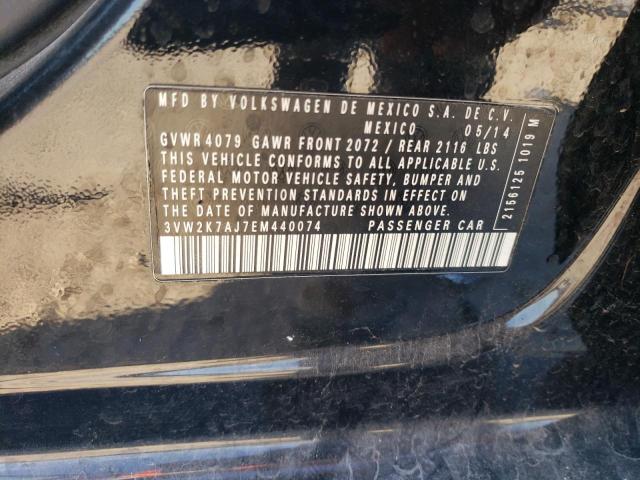 MFD BY VOLKSWAGEN DE MEXICO S.A. DE C.V.
MEXICO 05/14
GVWR 4079 GAWR FRONT 2072 / REAR 2116 LBS
THIS VEHICLE CONFORMS TO ALL APPLICABLE U.S.
FEDERAL MOTOR VEHICLE SAFETY, BUMPER AND
THEFT PREVENTION STANDARDS IN EFFECT ON
THE DATE OF MANUFACTURE SHOWN ABOVE.
3VW2K7AJ7EM440074 PASSENGER CAR
2156125 1019 M